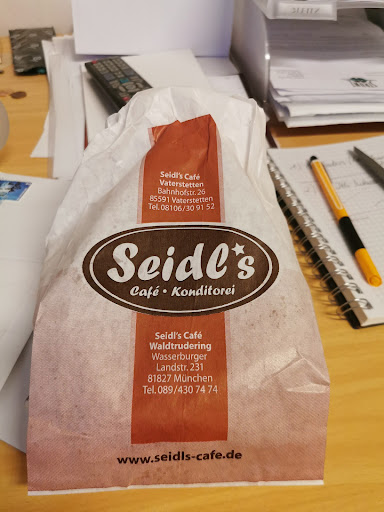 Seidl's Café
Vaterstetten
Bahnhofstr. 26
85591 Vaterstetten
Tel. 08106/30 91 52
Seidl's
Café · Konditorei
Seidl's Café
Waldtrudering
Wasserburger
Landstr. 231
81827 München
Tel. 089/430 74 74
www.seidls-cafe.de